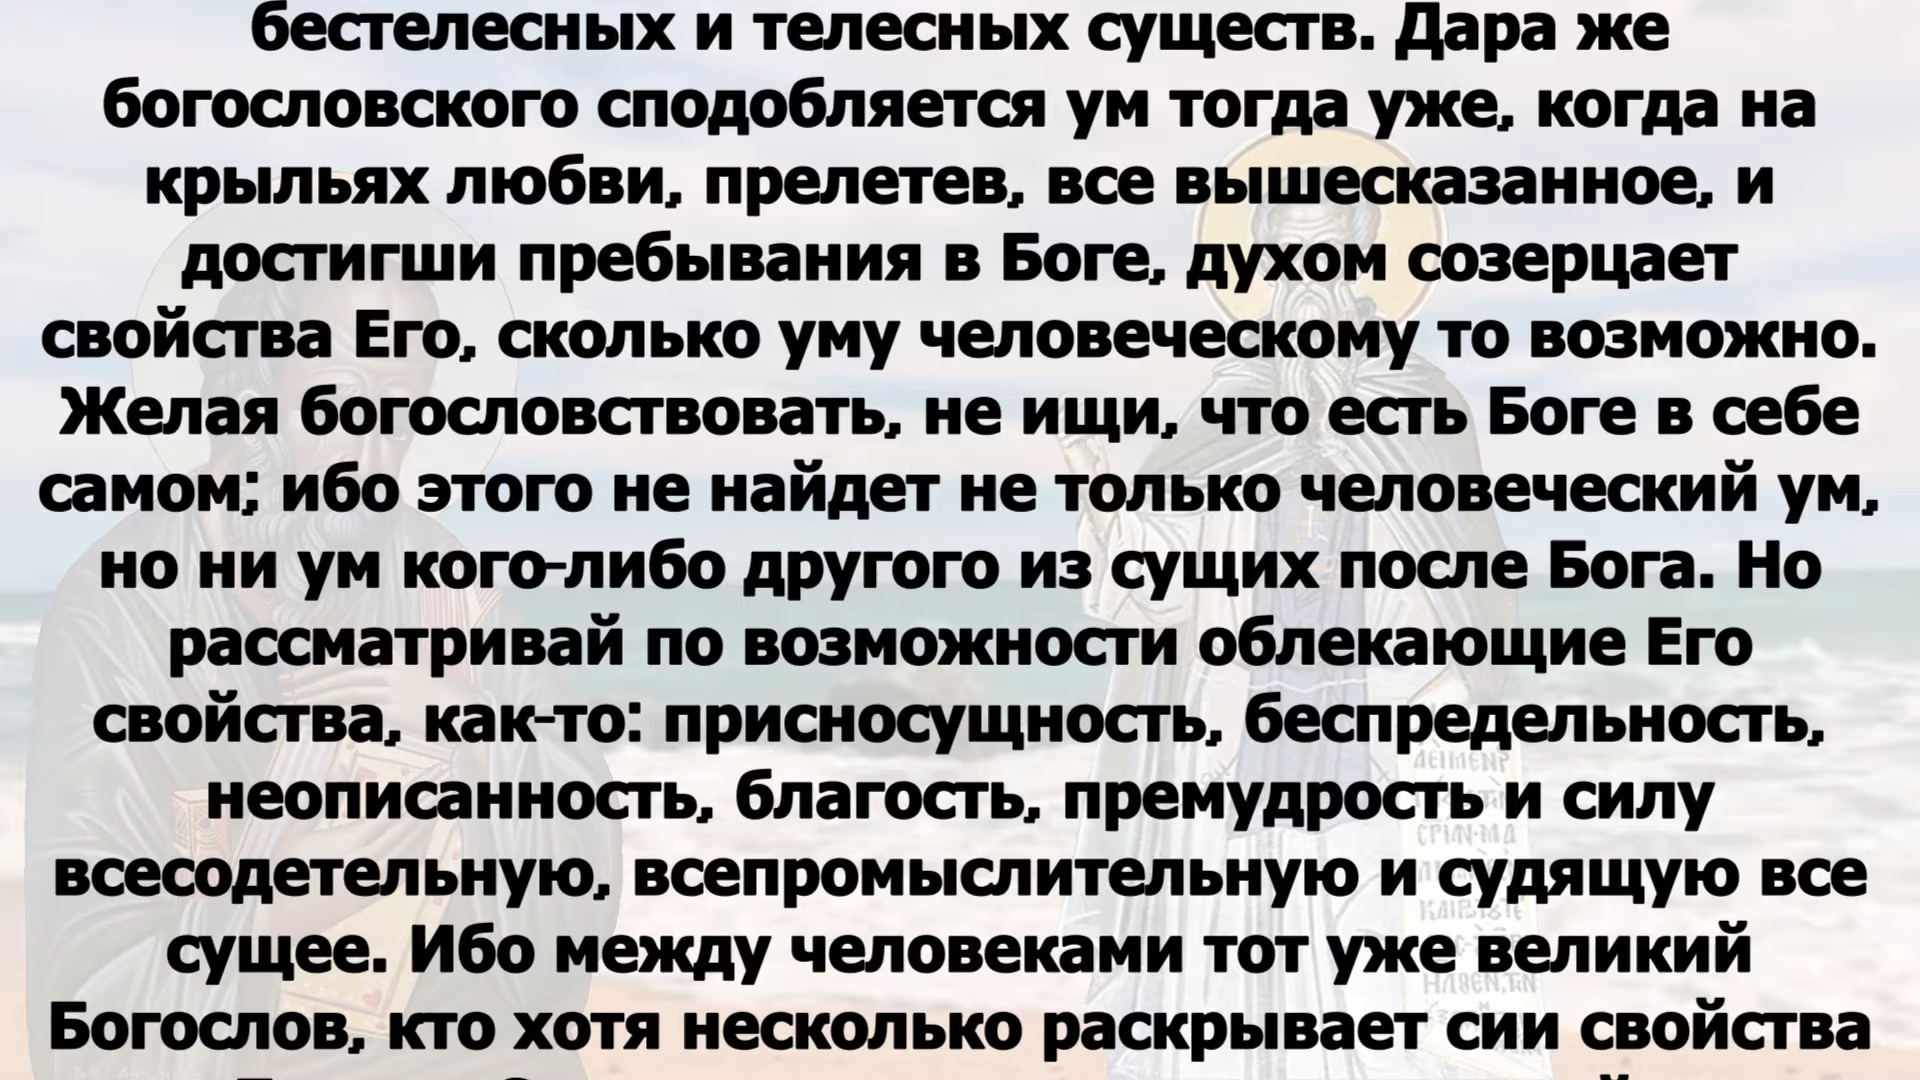 бестелесных и телесных существ. Дара же
богословского сподобляется ум тогда уже, когда на
крыльях любви, прелетев, все вышесказанное, и
достигши пребывания в Боге, духом созерцает
свойства Его, сколько уму человеческому то возможно.
Желая богословствовать, не ищи, что есть Боге в себе
самом; ибо этого не найдет не только человеческий ум,
но ни ум кого-либо другого из сущих после Бога. Но
рассматривай по возможности облекающие Его
свойства, как-то: присносущность, беспредельность,
неописанность, благость, премудрость и силу
всесодетельную, всепромыслительную и судящую все
сущее. Ибо между человеками тот уже великий
Богослов, кто хотя несколько раскрывает сии свойства